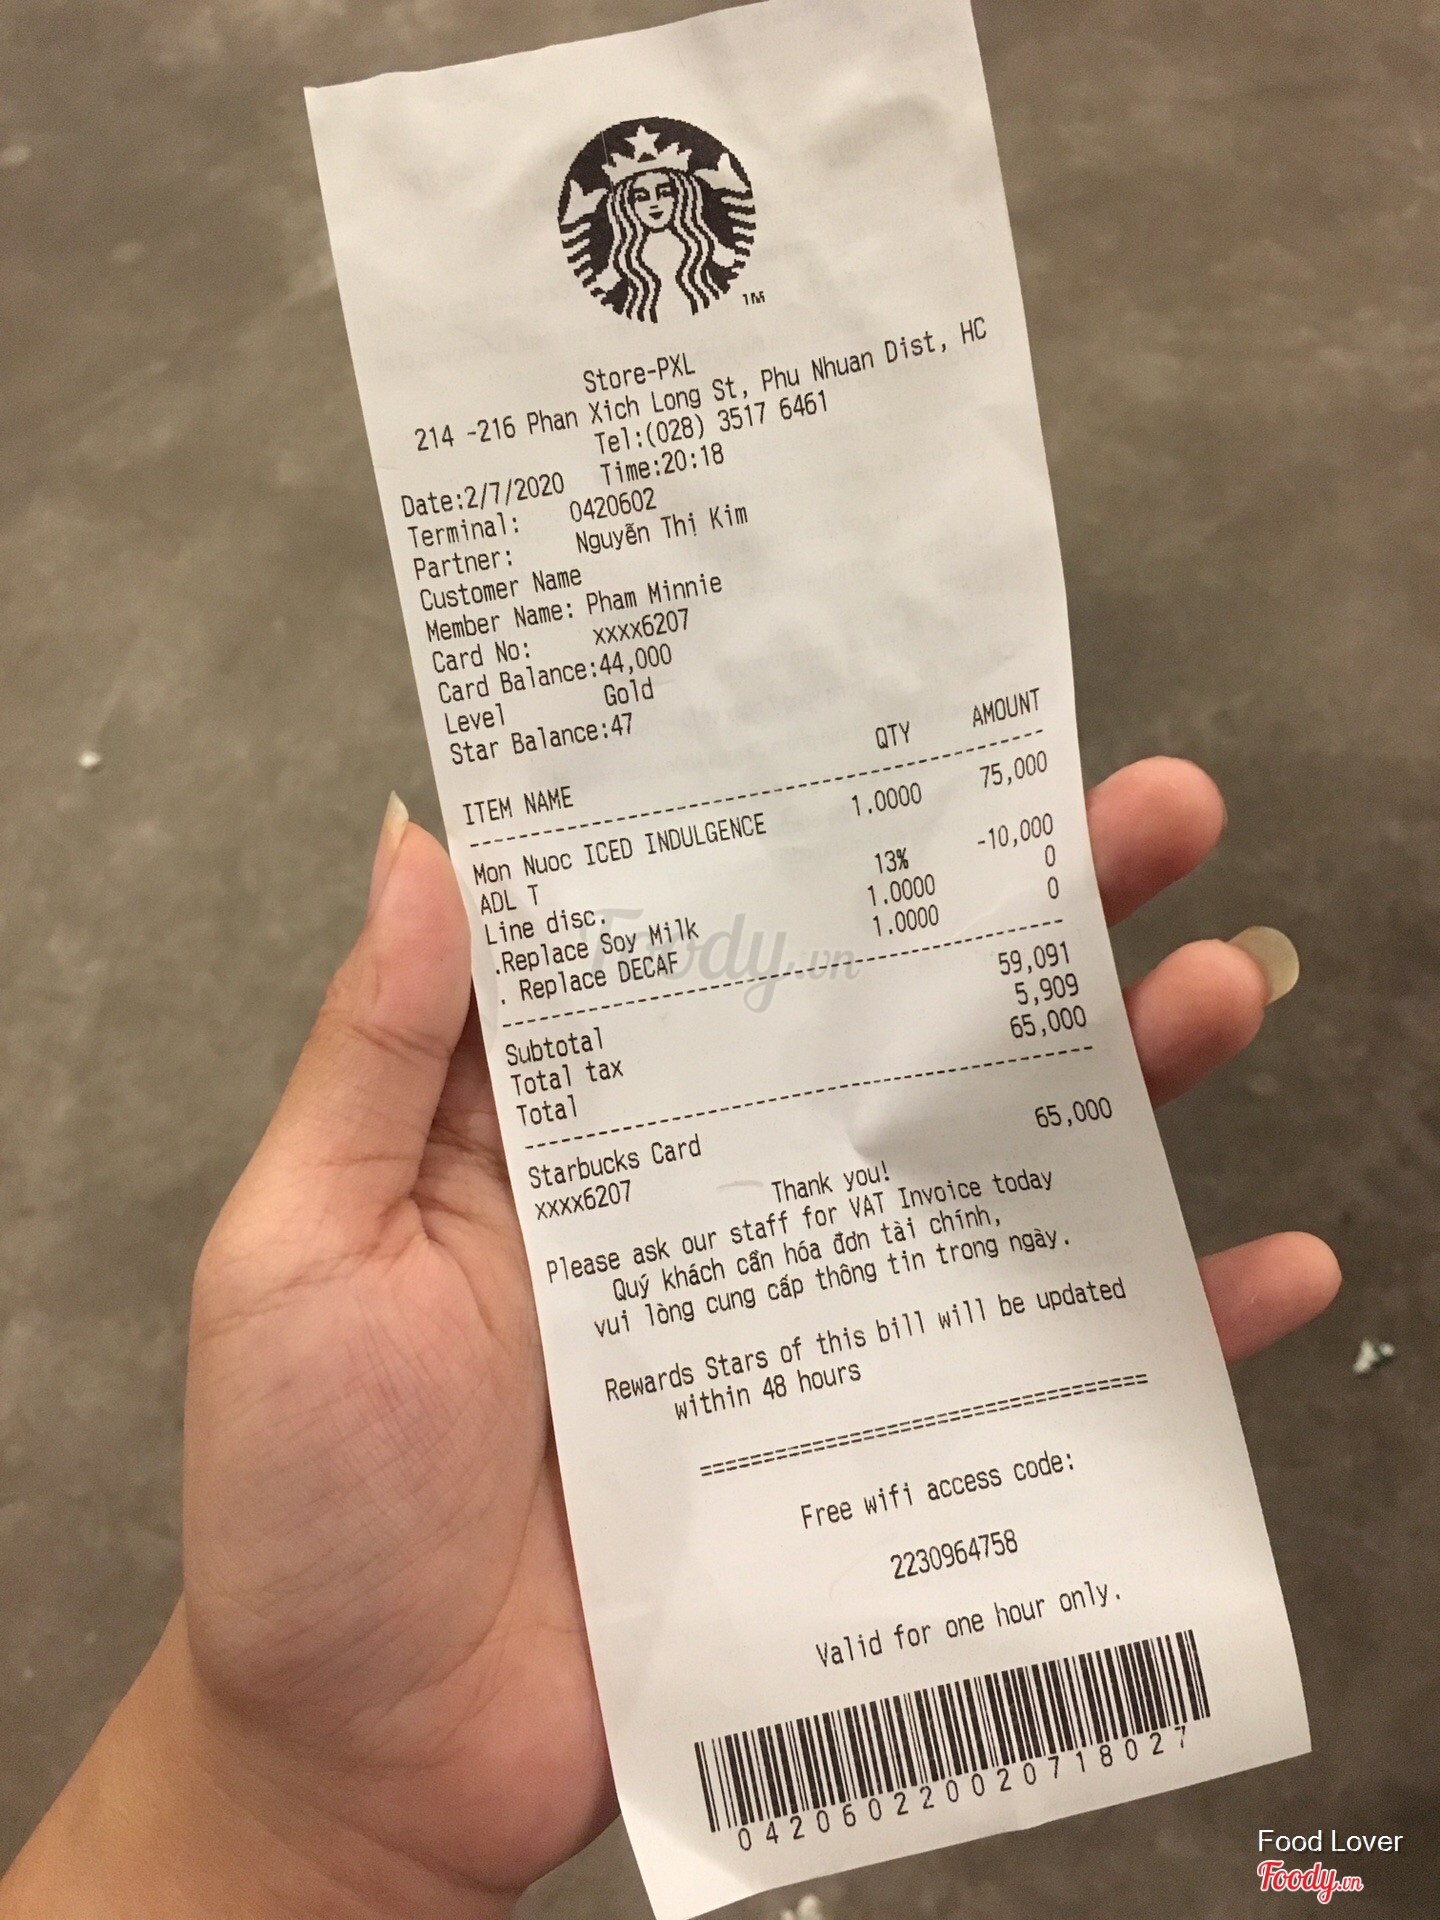 TM
Store-PXL
214 -216 Phan Xich Long St, Phu Nhuan Dist, HC
Tel:(028) 3517 6461
Date:2/7/2020 Time:20:18
Terminal: 0420602
Partner: Nguyễn Thị Kim
Customer Name
Member Name: Pham Minnie
Card No: xxxx6207
Card Balance:44,000
Level Gold
Star Balance:47
ITEM NAME QTY AMOUNT
Mon Nuoc ICED INDULGENCE 1.0000 75,000
ADL T
Line disc. 13% -10,000
.Replace Soy Milk 1.0000 0
. Replace DECAF 1.0000 0
Subtotal 59,091
Total tax 5,909
Total 65,000
Starbucks Card 65,000
xxxx6207
Thank you!
Please ask our staff for VAT Invoice today
Quý khách cần hóa đơn tài chính,
vui lòng cung cấp thông tin trong ngày.
Rewards Stars of this bill will be updated
within 48 hours
Free wifi access code:
2230964758
Valid for one hour only.
042060220020718027
Foody.vn
Food Lover
Foody.vn